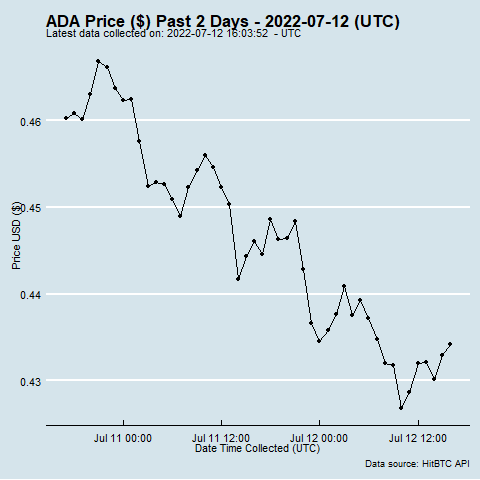 ADA Price ($) Past 2 Days - 2022-07-12 (UTC)
Latest data collected on: 2022-07-12 16:03:52 - UTC
Price USD ($)
0.46
0.45
0.44
0.43
Jul 11 00:00 Jul 11 12:00 Jul 12 00:00 Jul 12 12:00
Date Time Collected (UTC)
Data source: HitBTC API